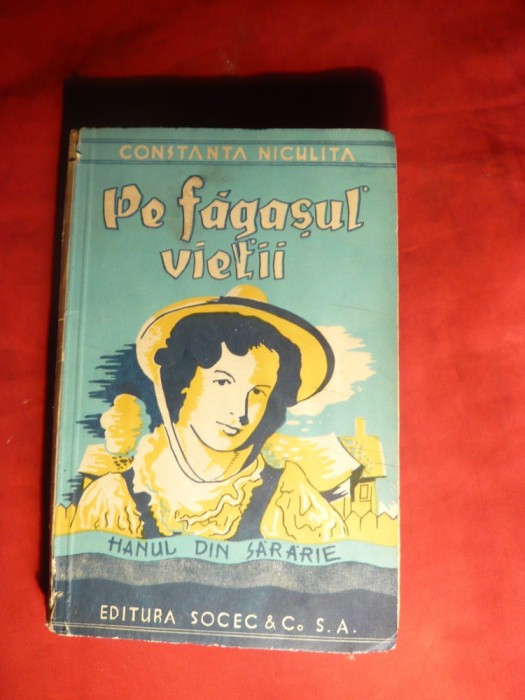 CONSTANTA NICULITA
Pe făgașul
vieții
HANUL DIN SĂRĂRIE
EDITURA SOCEC & Co. S. A.